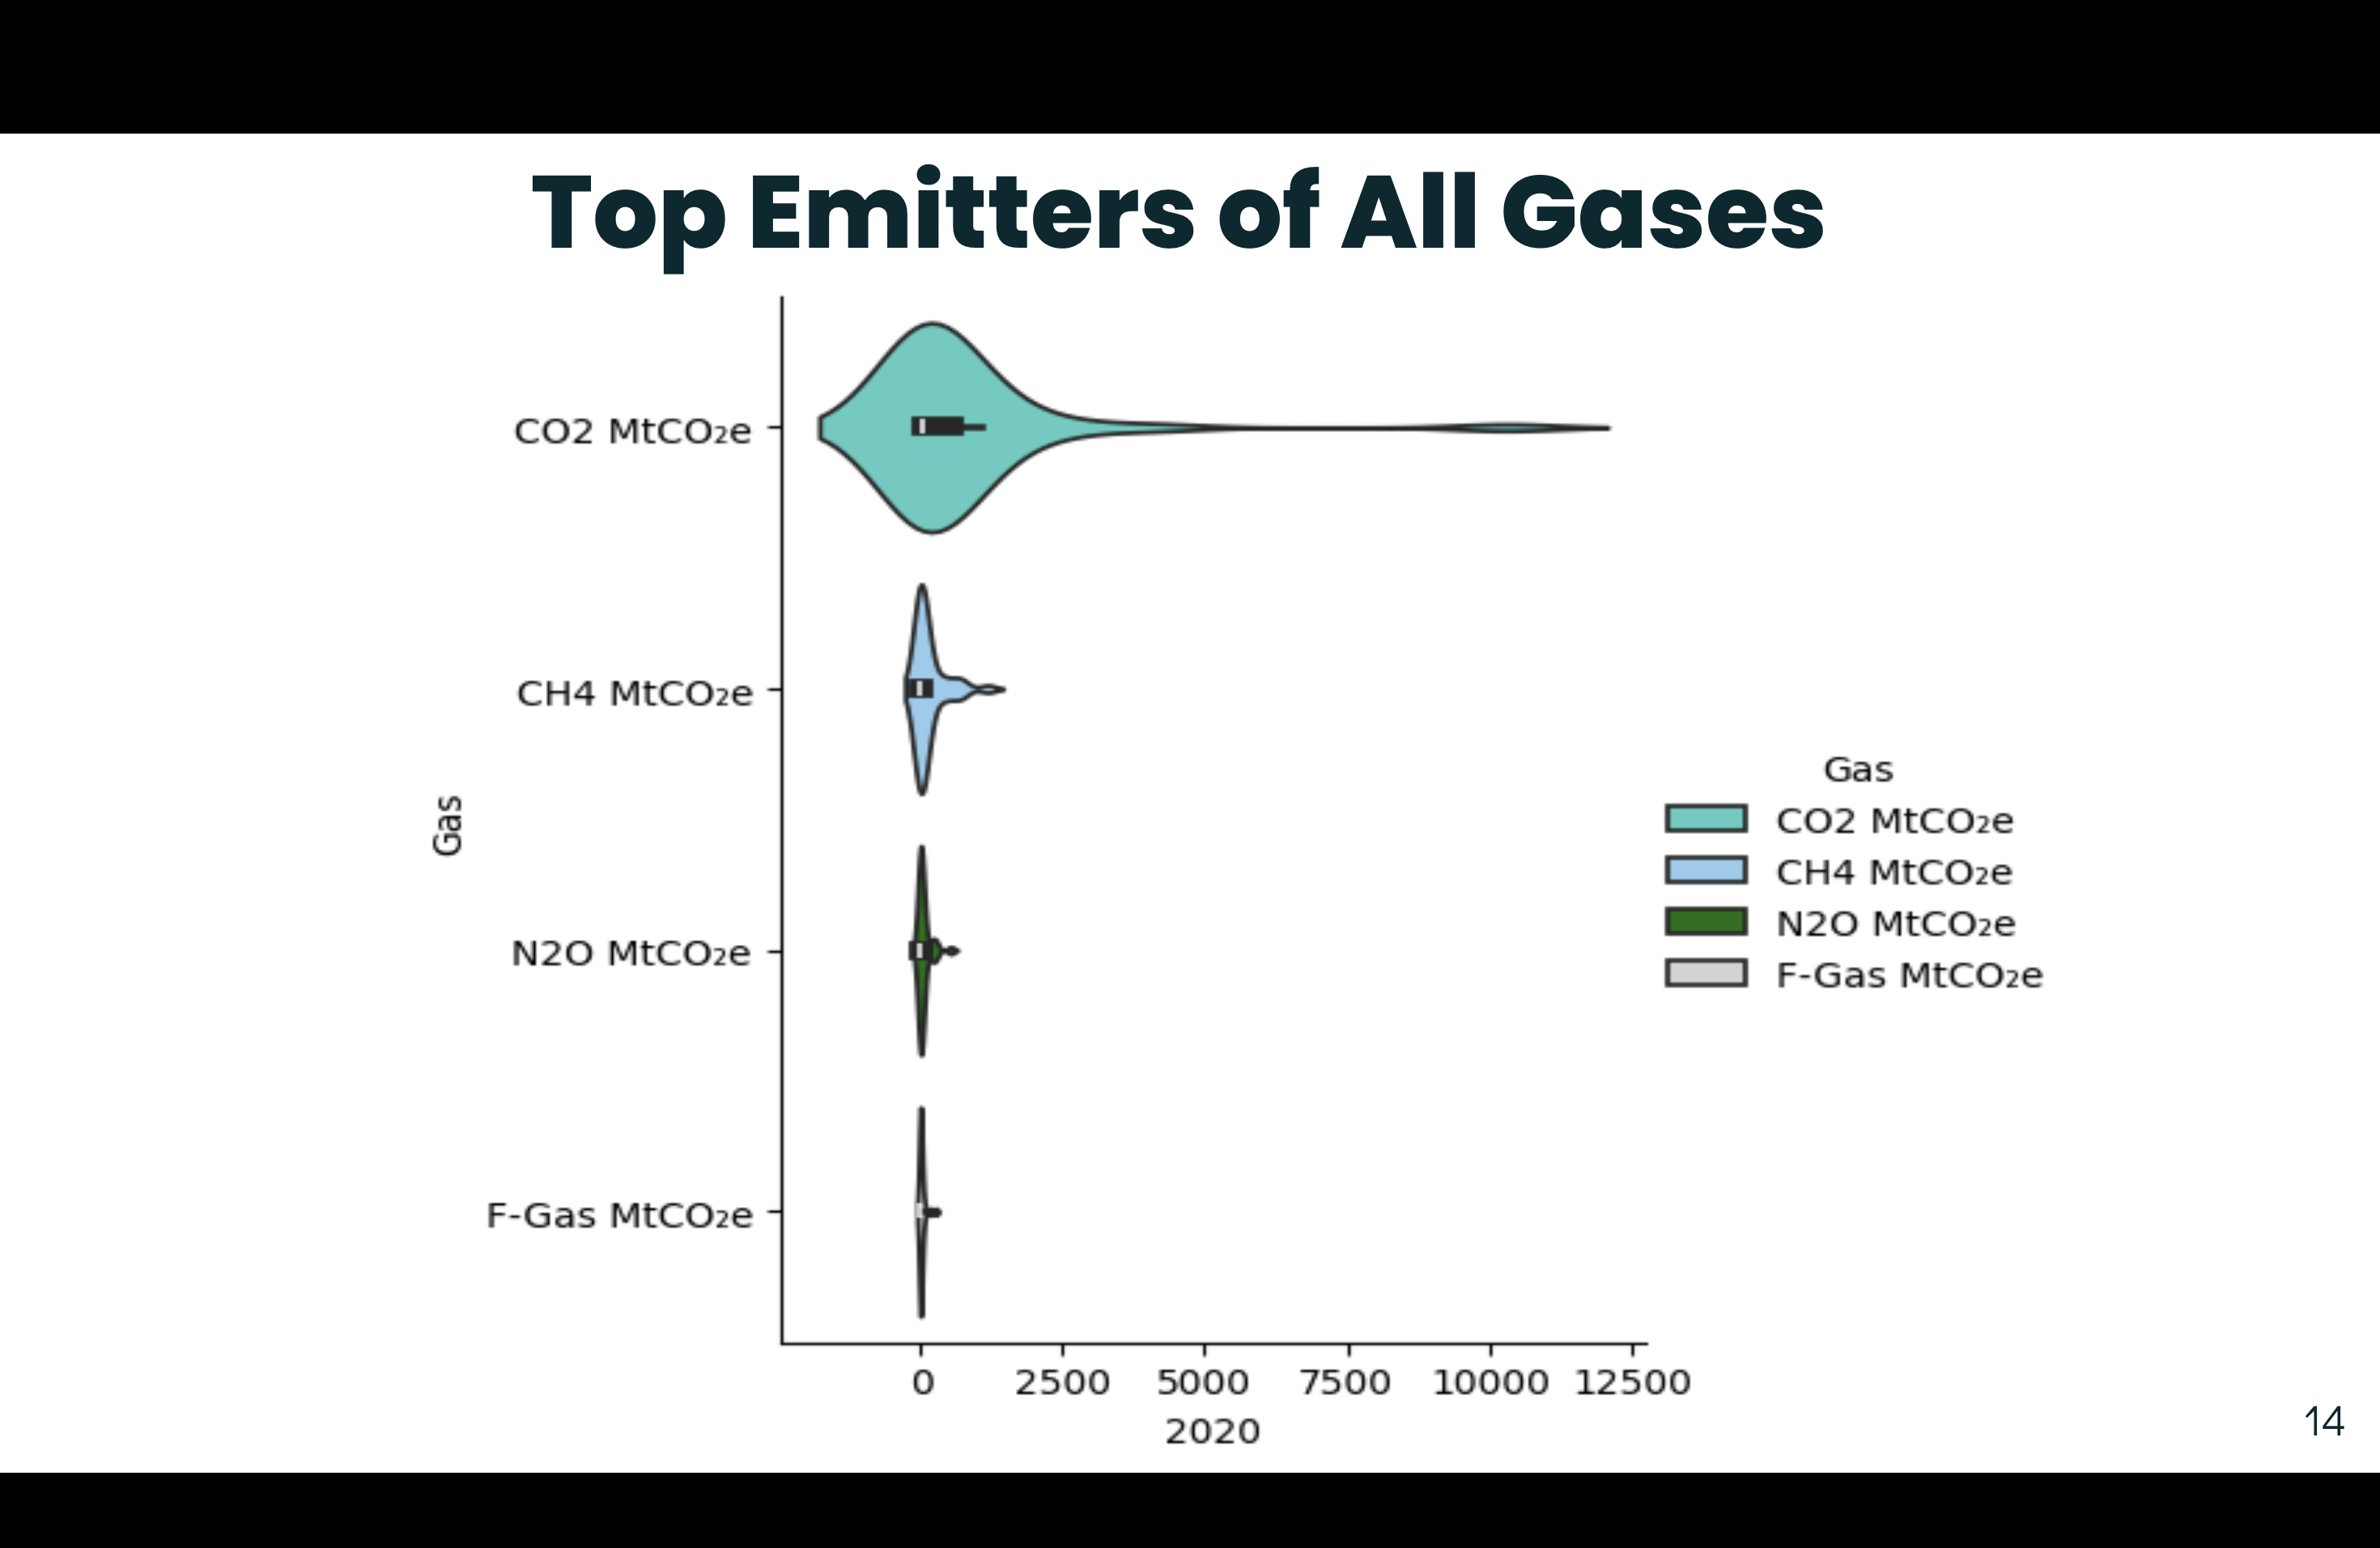 Top Emitters of All Gases
CO2 MtCO₂e
CH4 MtCO₂e
Gas
N2O MtCO₂e
F-Gas MtCO₂e
Gas
CO2 MtCO₂e
CH4 MtCO₂e
N2O MtCO₂e
F-Gas MtCO₂e
0 2500 5000 7500 10000 12500
2020
14